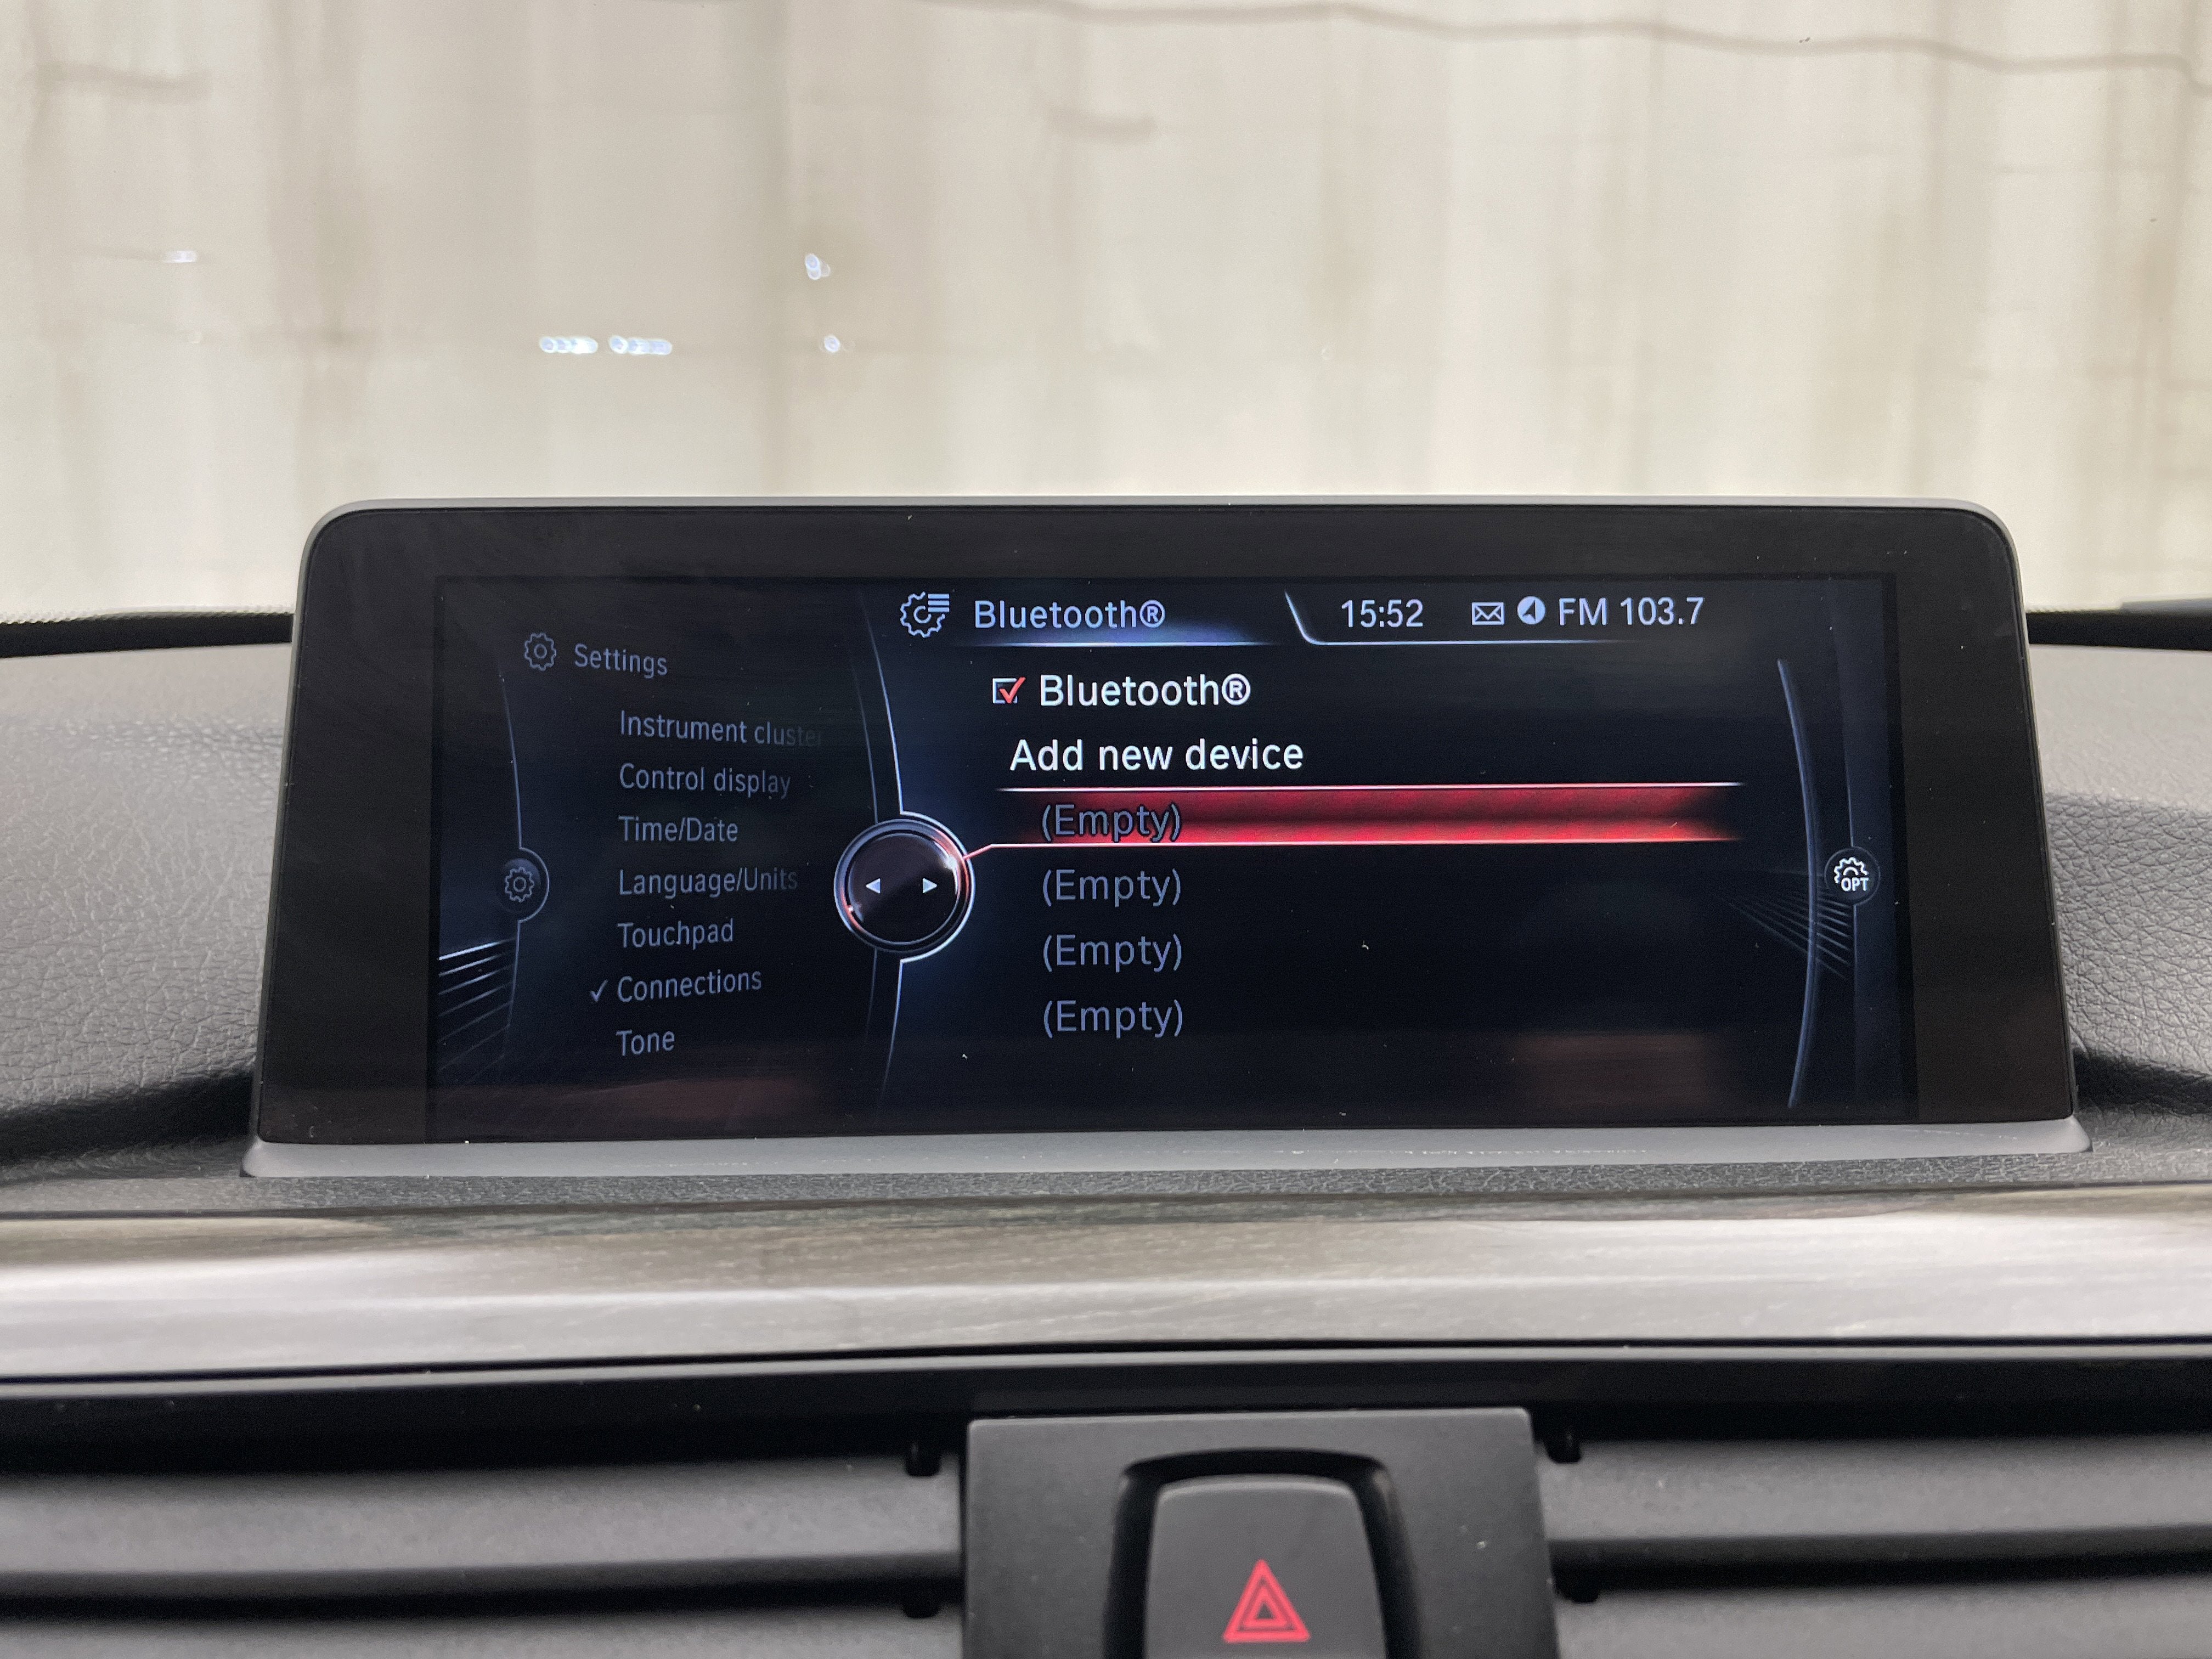 Bluetooth®
15:52
FM 103.7
Settings
Instrument cluster
Control display
Time/Date
Language/Units
Touchpad
✓ Connections
Tone
Bluetooth®
Add new device
(Empty)
(Empty)
(Empty)
(Empty)
OPT